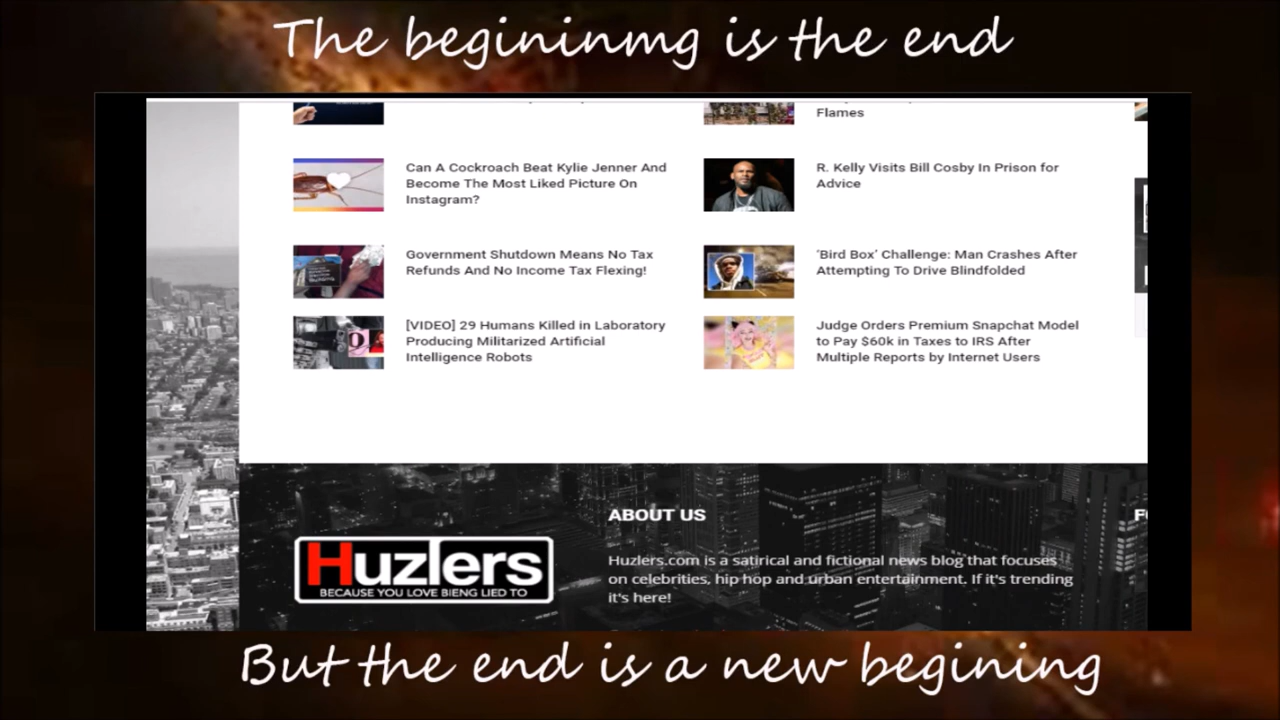 The begininmg is the end
Flames
Can A Cockroach Beat Kylie Jenner And
Become The Most Liked Picture On
Instagram?
R. Kelly Visits Bill Cosby In Prison for
Advice
Government Shutdown Means No Tax
Refunds And No Income Tax Flexing!
‘Bird Box’ Challenge: Man Crashes After
Attempting To Drive Blindfolded
[VIDEO] 29 Humans Killed in Laboratory
Producing Militarized Artificial
Intelligence Robots
Judge Orders Premium Snapchat Model
to Pay $60k in Taxes to IRS After
Multiple Reports by Internet Users
Huzlers
BECAUSE YOU LOVE BIENG LIED TO
ABOUT US
Huzlers.com is a satirical and fictional news blog that focuses
on celebrities, hip hop and urban entertainment. If it's trending
it's here!
But the end is a new begining